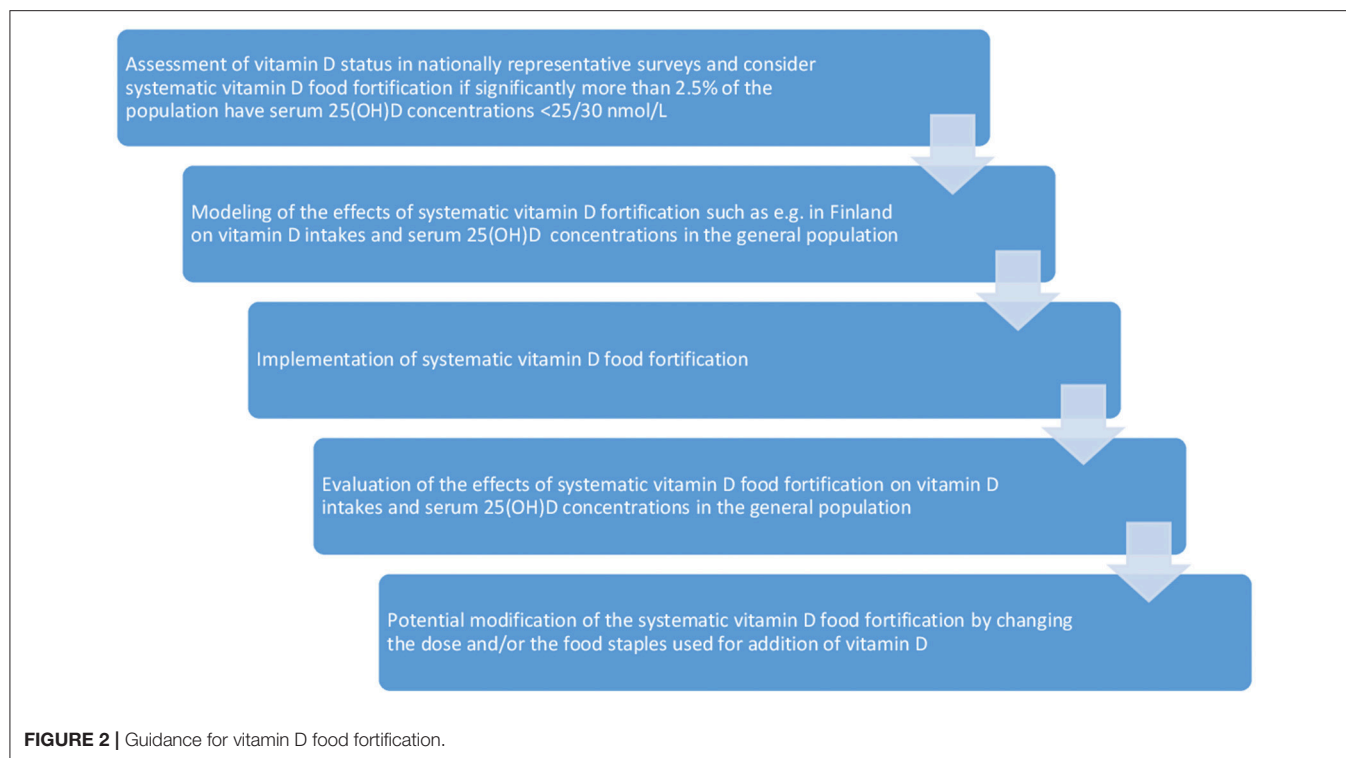 Assessment of vitamin D status in nationally representative surveys and consider
systematic vitamin D food fortification if significantly more than 2.5% of the
population have serum 25(OH)D concentrations <25/30 nmol/L
Modeling of the effects of systematic vitamin D fortification such as e.g. in Finland
on vitamin D intakes and serum 25(OH)D concentrations in the general population
Implementation of systematic vitamin D food fortification
Evaluation of the effects of systematic vitamin D food fortification on vitamin D
intakes and serum 25(OH)D concentrations in the general population
Potential modification of the systematic vitamin D food fortification by changing
the dose and/or the food staples used for addition of vitamin D
FIGURE 2 | Guidance for vitamin D food fortification.